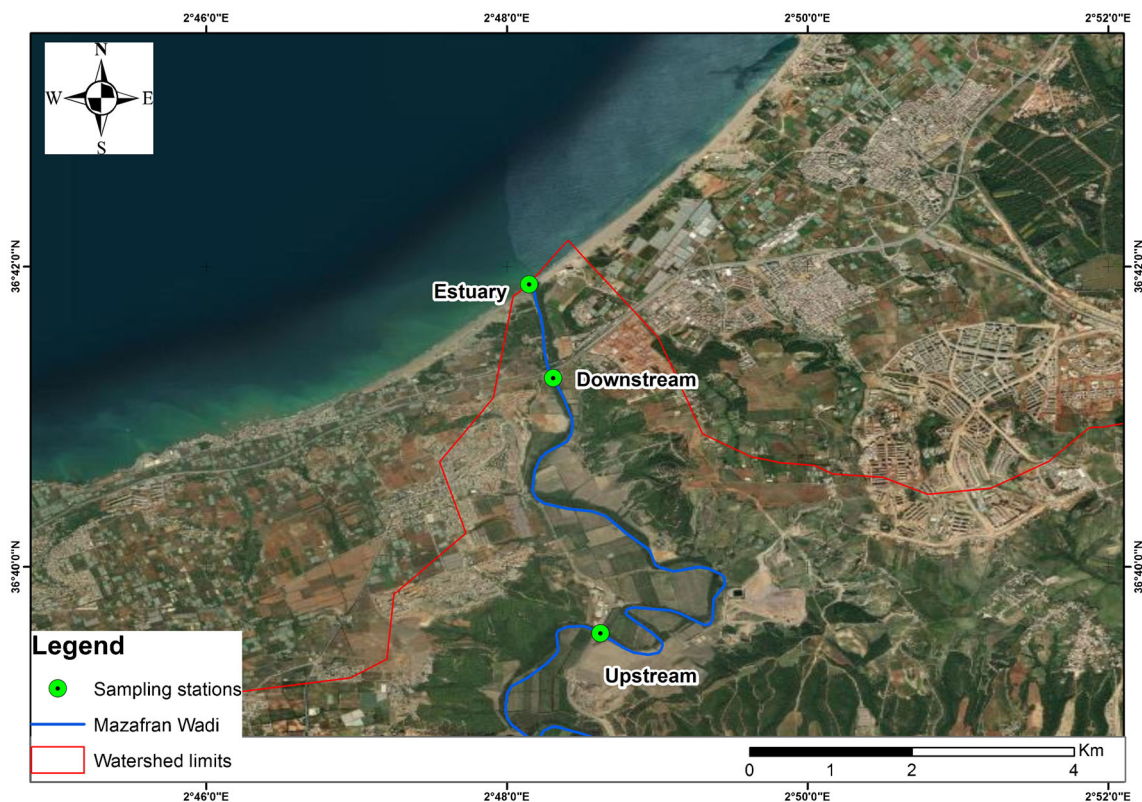 2°46'0"E 2°48'0"E 2°50'0"E 2°52'0"E
N
W E
S
36°42'0"N 36°42'0"N
Estuary
Downstream
36°40'0"N 36°40'0"N
Upstream
Legend
Sampling stations
Mazafran Wadi
Watershed limits
Km
0 1 2 4
2°46'0"E 2°48'0"E 2°50'0"E 2°52'0"E